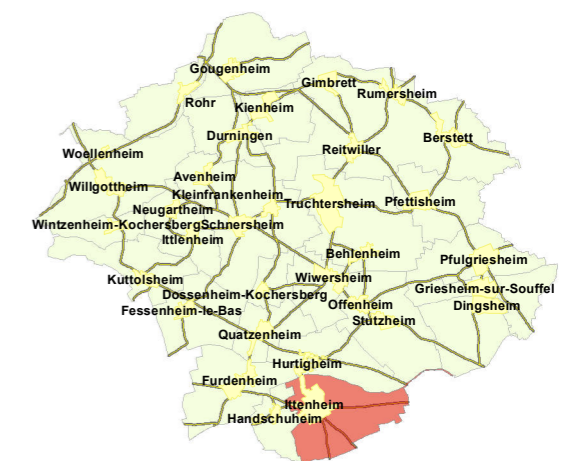 Gougenheim
Gimbrett
Rumersheim
Rohr
Kienheim
Durningen
Berstett
Reitwiller
Woellenheim
Avenheim
Willgottheim
Kleinfrankenheim
Truchtersheim
Pfettisheim
Neugartheim
Wintzenheim-Kochersberg
Schnersheim
Ittlenheim
Behlenheim
Pfulgriesheim
Kuttolsheim
Wiwersheim
Griesheim-sur-Souffel
Dossenheim-Kochersberg
Offenheim
Dingsheim
Fessenheim-le-Bas
Stutzheim
Quatzenheim
Hurtigheim
Furdenheim
Ittenheim
Handschuheim